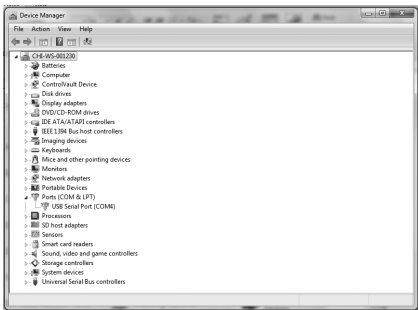 Device Manager
File Action View Help
CHI-WS-001230
Batteries
Computer
ControlVault Device
Disk drives
Display adapters
DVD/CD-ROM drives
IDE ATA/ATAPI controllers
IEEE 1394 Bus host controllers
Imaging devices
Keyboards
Mice and other pointing devices
Monitors
Network adapters
Portable Devices
Ports (COM & LPT)
USB Serial Port (COM4)
Processors
SD host adapters
Sensors
Smart card readers
Sound, video and game controllers
Storage controllers
System devices
Universal Serial Bus controllers